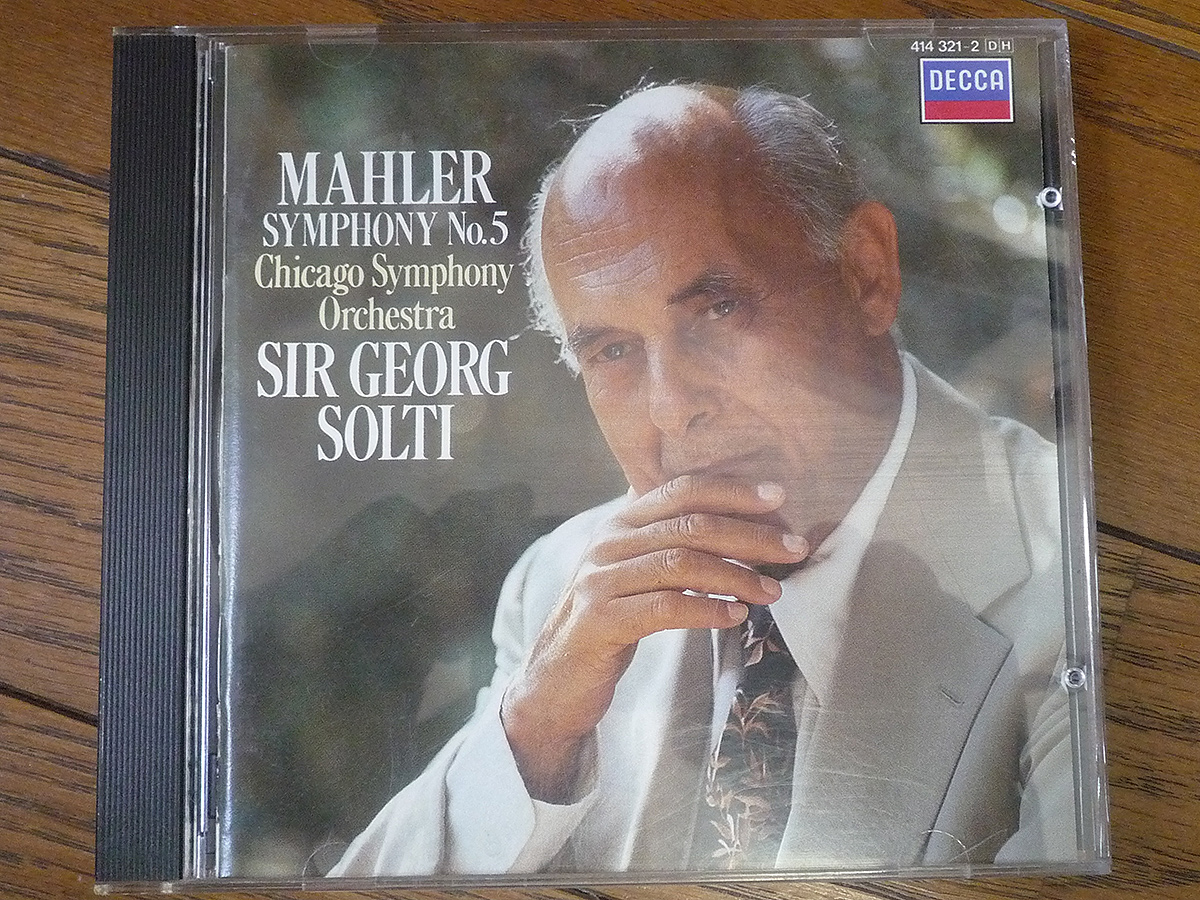 414 321-2 DH
DECCA
MAHLER
SYMPHONY No.5
Chicago Symphony
Orchestra
SIR GEORG
SOLTI